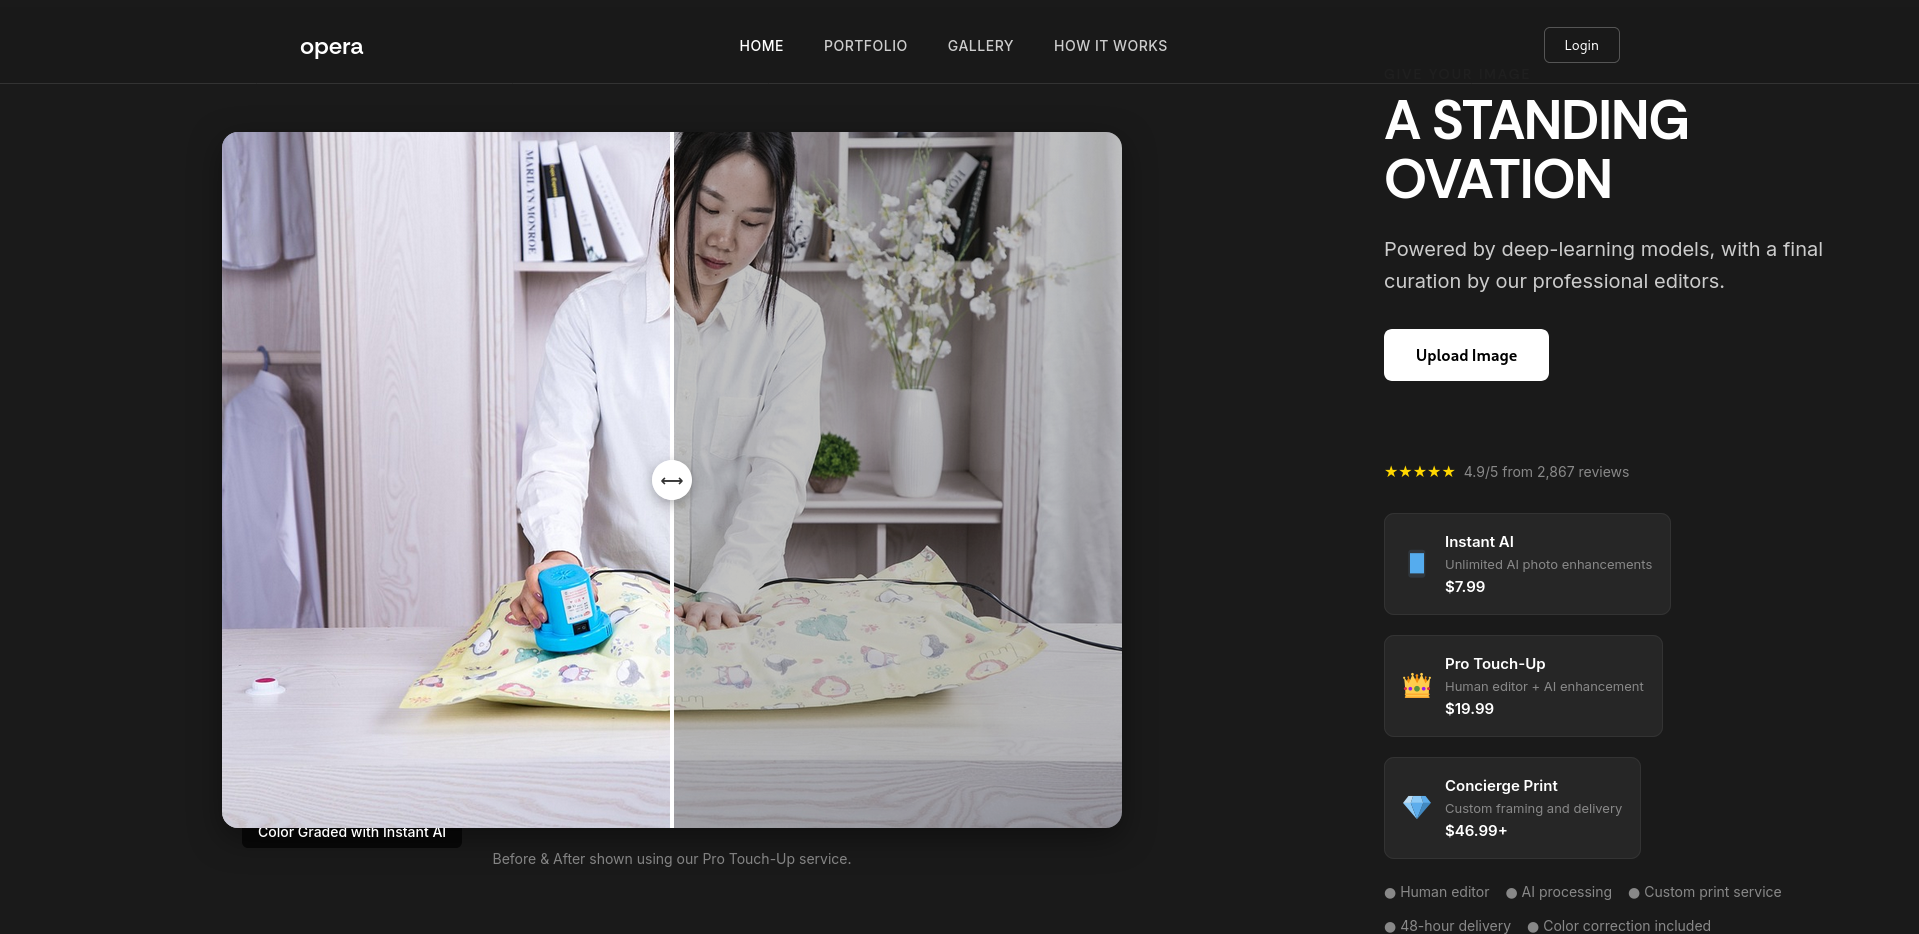 opera
HOME
PORTFOLIO
GALLERY
HOW IT WORKS
Login
GIVE YOUR IMAGE
A STANDING
OVATION
Powered by deep-learning models, with a final
curation by our professional editors.
Upload Image
★★★★★ 4.9/5 from 2,867 reviews
Instant AI
Unlimited AI photo enhancements
$7.99
Pro Touch-Up
Human editor + AI enhancement
$19.99
Concierge Print
Custom framing and delivery
$46.99+
● Human editor ● AI processing ● Custom print service
● 48-hour delivery ● Color correction included
MARILYN MONROE
Color Graded with Instant AI
Before & After shown using our Pro Touch-Up service.